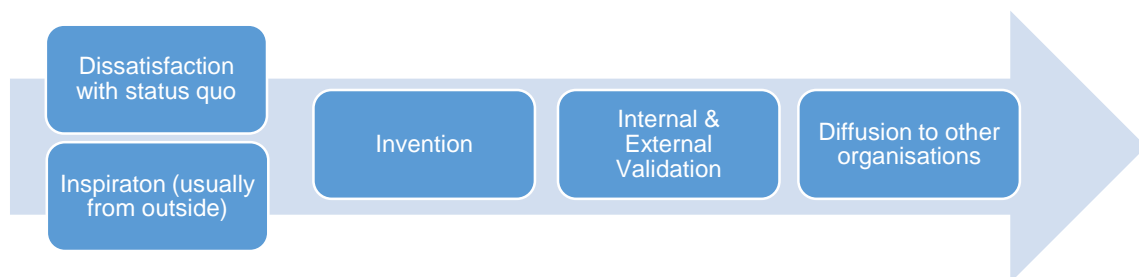 Dissatisfaction
with status quo
Inspiraton (usually
from outside)
Invention
Internal &
External
Validation
Diffusion to other
organisations